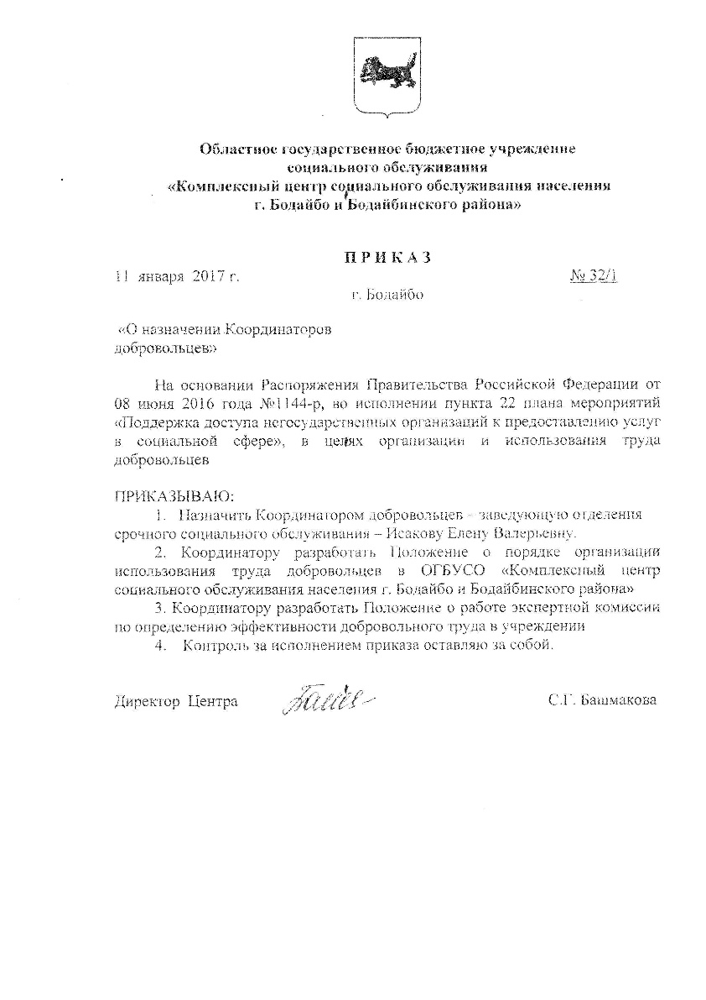 Областное государственное бюджетное учреждение
социального обслуживания
«Комплексный центр социального обслуживания населения
г. Бодайбо и Бодайбинского района»
П Р И К А З
11 января 2017 г.
№ 32/1
г. Бодайбо
«О назначении Координаторов
добровольцев»
На основании Распоряжения Правительства Российской Федерации от
08 июня 2016 года №1144-р, во исполнении пункта 22 плана мероприятий
«Поддержка доступа негосударственных организаций к предоставлению услуг
в социальной сфере», в целях организации и использования труда
добровольцев
ПРИКАЗЫВАЮ:
1. Назначить Координатором добровольцев – заведующую отделения
срочного социального обслуживания – Исакову Елену Валерьевну.
2. Координатору разработать Положение о порядке организации
использования труда добровольцев в ОГБУСО «Комплексный центр
социального обслуживания населения г. Бодайбо и Бодайбинского района»
3. Координатору разработать Положение о работе экспертной комиссии
по определению эффективности добровольного труда в учреждении
4. Контроль за исполнением приказа оставляю за собой.
Директор Центра
С.Г. Башмакова